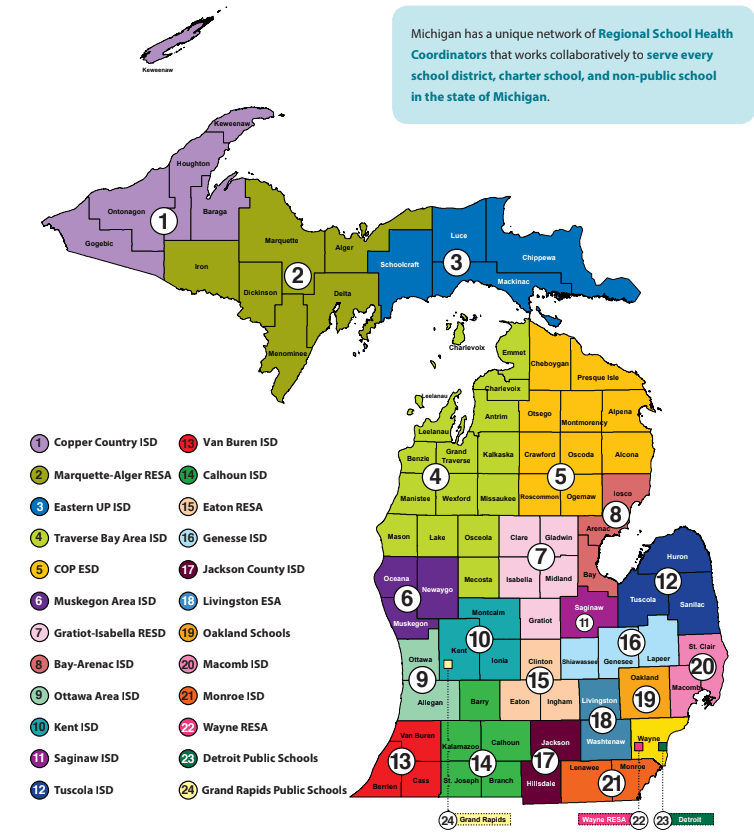 Michigan has a unique network of Regional School Health
Coordinators that works collaboratively to serve every
school district, charter school, and non-public school
in the state of Michigan.
Keweenaw
Keweenaw
Houghton
Ontonagon
Baraga
1
Gogebic
Marquette
Alger
Iron
2
Dickinson
Delta
Menominee
Luce
Schoolcraft
3
Chippewa
Mackinac
Charlevoix
Emmet
Cheboygan
Presque Isle
Charlevoix
Leelanau
Antrim
Otsego
Montmorency
Alpena
Leelanau
Benzie
Grand
Traverse
Kalkaska
Crawford
Oscoda
Alcona
4
5
Manistee
Wexford
Missaukee
Roscommon
Ogemaw
Iosco
8
Mason
Lake
Osceola
Clare
Gladwin
Arenac
7
Huron
Oceana
Newaygo
Mecosta
Isabella
Midland
Bay
12
6
Tuscola
Sanilac
Muskegon
Montcalm
Gratiot
Saginaw
11
10
Kent
Ionia
Ottawa
9
Clinton
15
Shiawassee
16
Genesee
Lapeer
St. Clair
20
Allegan
Barry
Eaton
Ingham
Livingston
18
Oakland
19
Macomb
Van Buren
Kalamazoo
Calhoun
Jackson
Washtenaw
Wayne
13
14
17
Berrien
Cass
St. Joseph
Branch
Hillsdale
Lenawee
Monroe
21
24 Grand Rapids
Wayne RESA 22
23 Detroit
1 Copper Country ISD
2 Marquette-Alger RESA
3 Eastern UP ISD
4 Traverse Bay Area ISD
5 COP ESD
6 Muskegon Area ISD
7 Gratiot-Isabella RESD
8 Bay-Arenac ISD
9 Ottawa Area ISD
10 Kent ISD
11 Saginaw ISD
12 Tuscola ISD
13 Van Buren ISD
14 Calhoun ISD
15 Eaton RESA
16 Genesse ISD
17 Jackson County ISD
18 Livingston ESA
19 Oakland Schools
20 Macomb ISD
21 Monroe ISD
22 Wayne RESA
23 Detroit Public Schools
24 Grand Rapids Public Schools